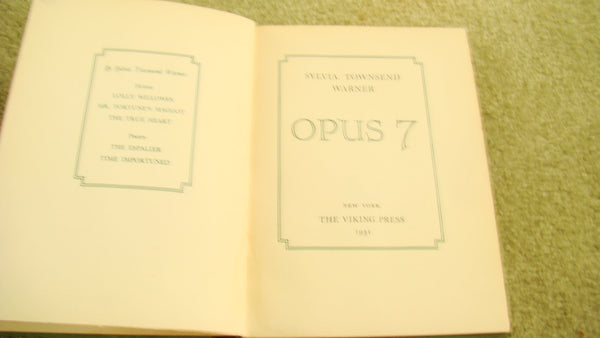 By Sylvia Townsend Warner
Fiction
LOLLY WILLOWES
MR. FORTUNE'S MAGGOT
THE TRUE HEART
Poetry
THE ESPALIER
TIME IMPORTUNED
SYLVIA TOWNSEND
WARNER
OPUS 7
NEW YORK
THE VIKING PRESS
1931